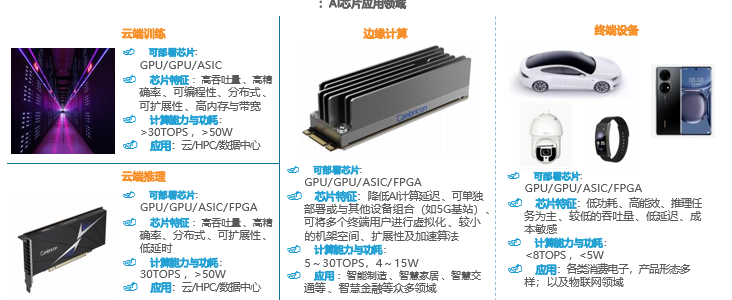 ：AI芯片应用领域
云端训练
可部署芯片:
GPU/GPU/ASIC
芯片特征：高吞吐量、高精
确率、可编程性、分布式、
可扩展性、高内存与带宽
计算能力与功耗:
>30TOPS，>50W
应用：云/HPC/数据中心
云端推理
Cambricon
可部署芯片:
GPU/GPU/ASIC/FPGA
芯片特征：高吞吐量、高精
确率、分布式、可扩展性、
低延时
计算能力与功耗:
30TOPS，>50W
应用：云/HPC/数据中心
边缘计算
Cambricon
可部署芯片:
GPU/GPU/ASIC/FPGA
芯片特征：降低AI计算延迟、可单独
部署或与其他设备组合（如5G基站）、
可将多个终端用户进行虚拟化、较小
的机架空间、扩展性及加速算法
计算能力与功耗:
5～30TOPS，4～15W
应用：智能制造、智慧家居、智慧交
通等、智慧金融等众多领域
终端设备
可部署芯片:
GPU/GPU/ASIC/FPGA
芯片特征：低功耗、高能效、推理任
务为主、较低的吞吐量、低延迟、成
本敏感
计算能力与功耗:
<8TOPS，<5W
应用：各类消费电子，产品形态多
样；以及物联网领域